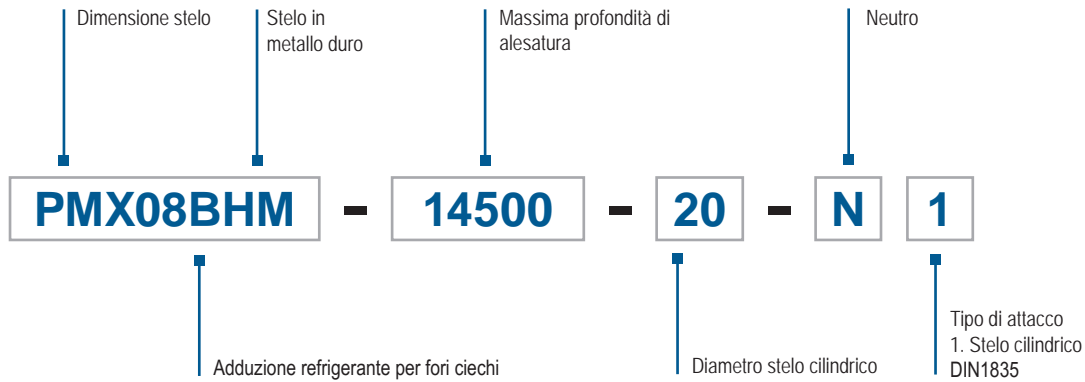 Dimensione stelo
Stelo in
metallo duro
Massima profondità di
alesatura
Neutro
PMX08BHM - 14500 - 20 - N 1
Adduzione refrigerante per fori ciechi
Diametro stelo cilindrico
Tipo di attacco
1. Stelo cilindrico
DIN1835